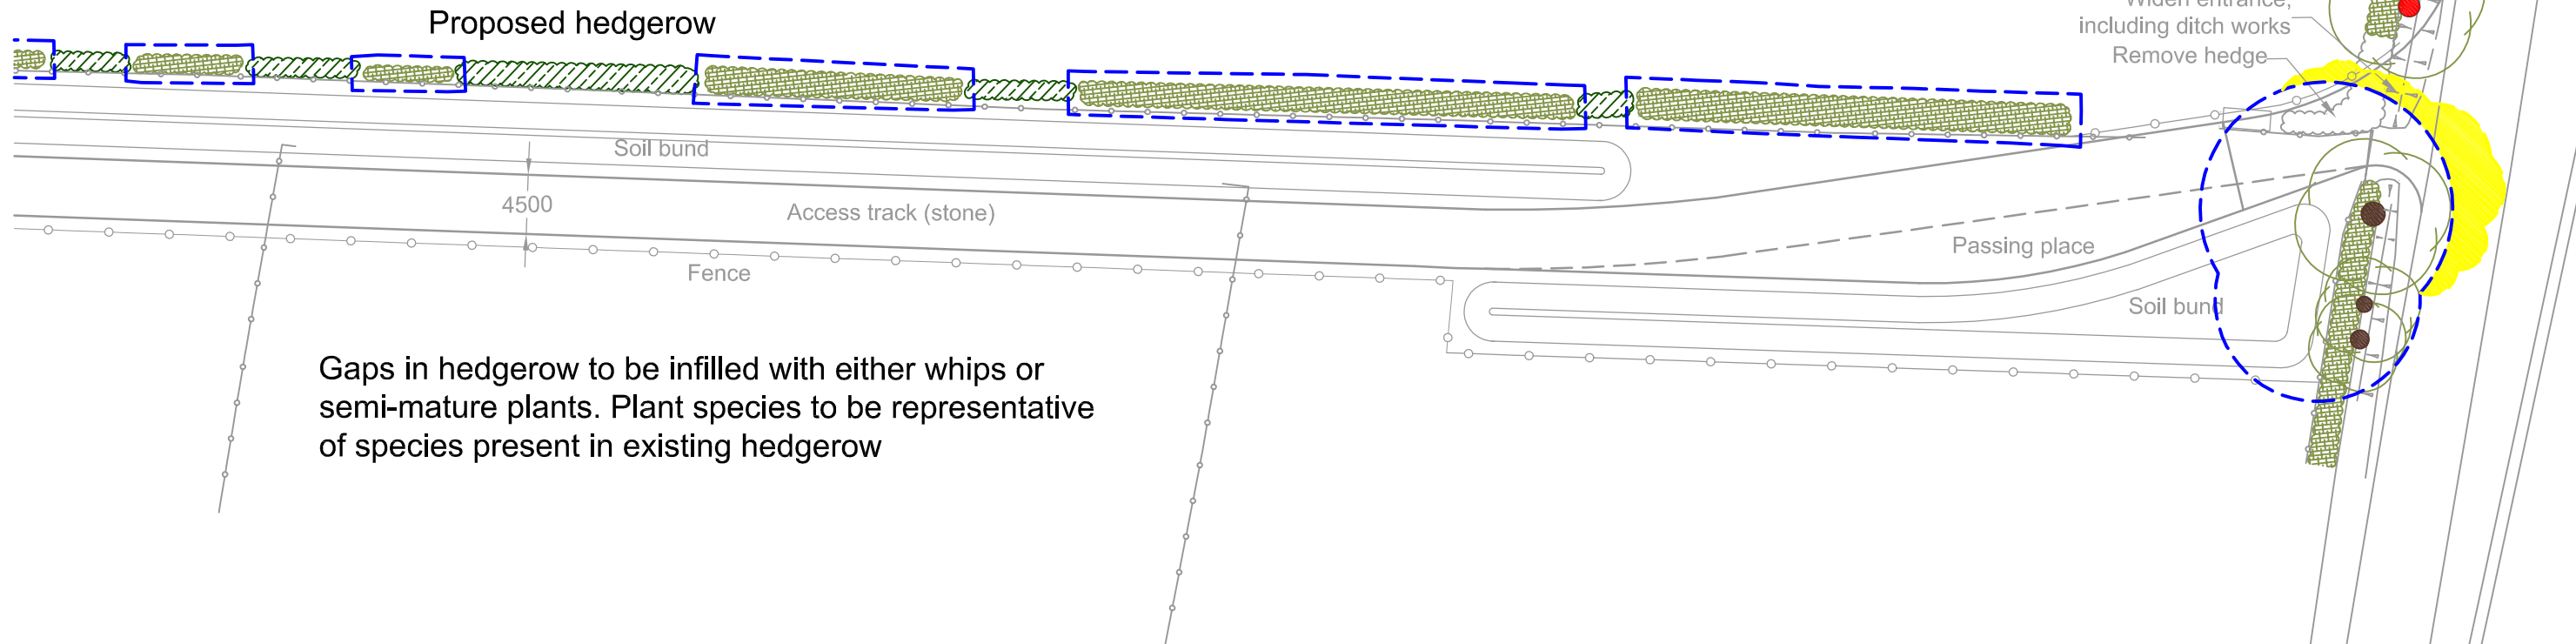 Proposed hedgerow
Widen entrance,
including ditch works
Remove hedge
Soil bund
4500
Access track (stone)
Passing place
Fence
Soil bund
Gaps in hedgerow to be infilled with either whips or
semi-mature plants. Plant species to be representative
of species present in existing hedgerow